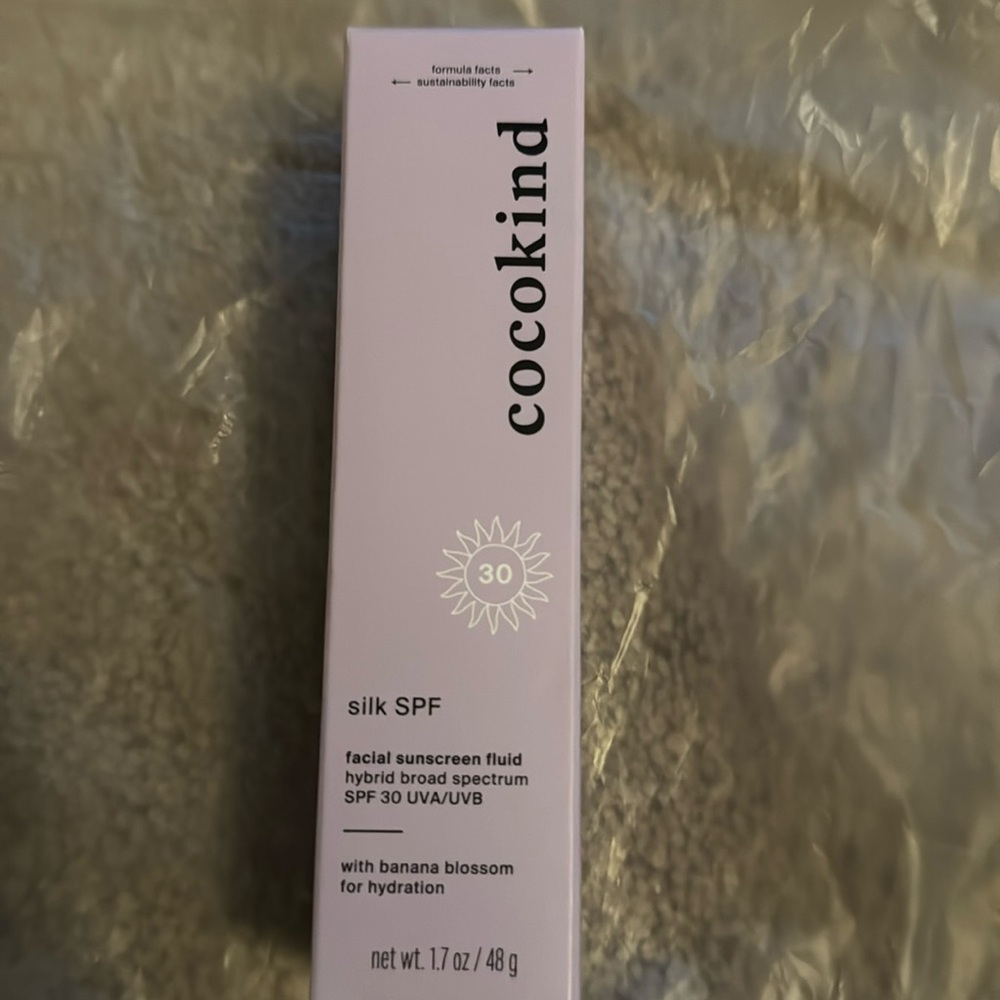 formula facts →
← sustainability facts
cocokind
30
silk SPF
facial sunscreen fluid
hybrid broad spectrum
SPF 30 UVA/UVB
with banana blossom
for hydration
net wt. 1.7 oz / 48 g